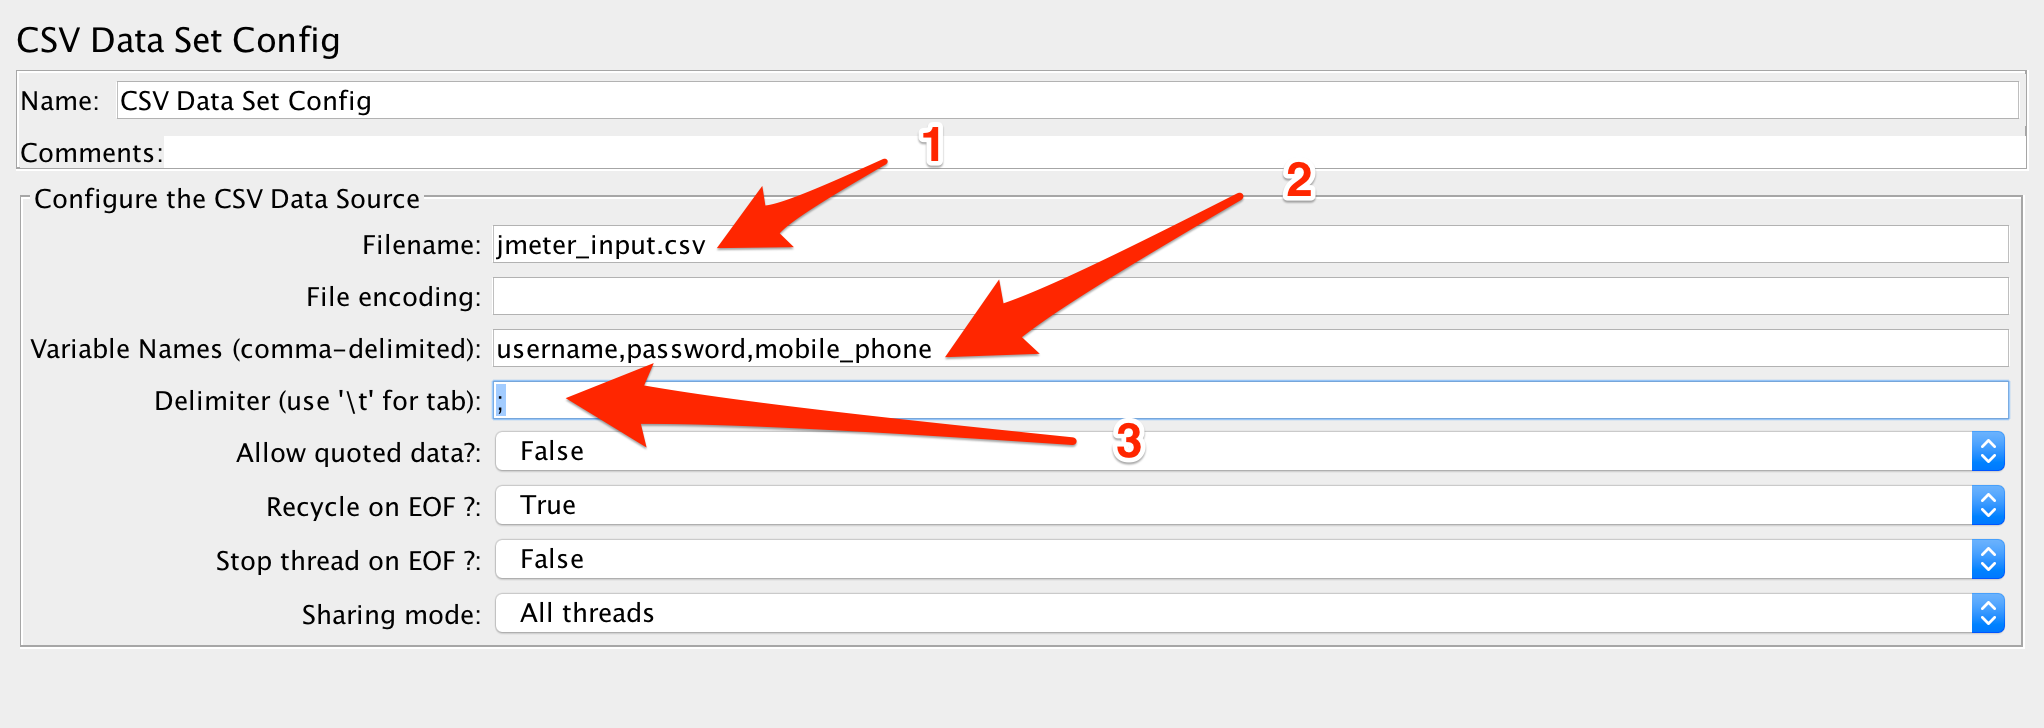 CSV Data Set Config
Name: CSV Data Set Config
Comments:
1
2
Configure the CSV Data Source
Filename: jmeter_input.csv
File encoding:
Variable Names (comma-delimited): username,password,mobile_phone
Delimiter (use '\t' for tab): ;
3
Allow quoted data?: False
Recycle on EOF ?: True
Stop thread on EOF ?: False
Sharing mode: All threads